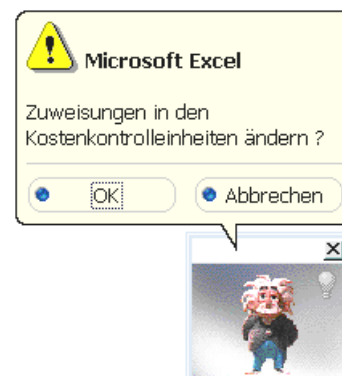 Microsoft Excel
Zuweisungen in den
Kostenkontrolleinheiten ändern ?
OK
Abbrechen